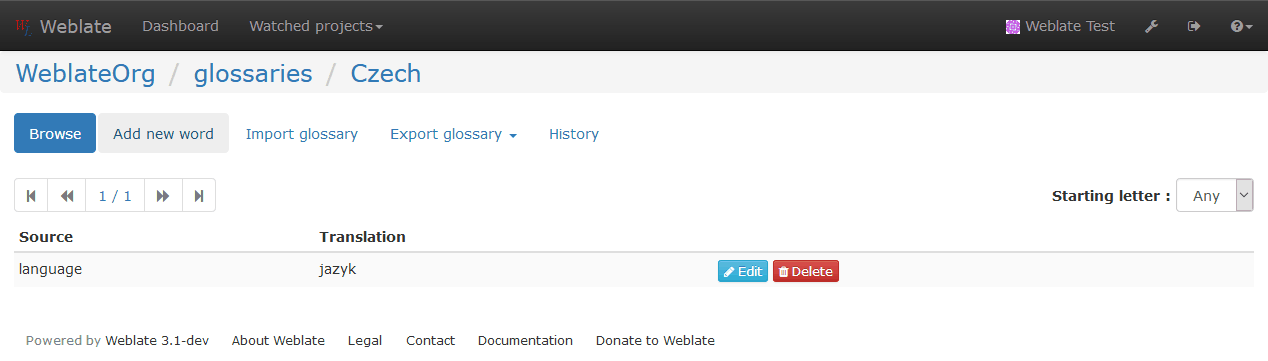 Weblate Dashboard Watched projects Weblate Test
WeblateOrg / glossaries / Czech
Browse Add new word Import glossary Export glossary History
1 / 1 Starting letter : Any
Source Translation
language jazyk Edit Delete
Powered by Weblate 3.1-dev About Weblate Legal Contact Documentation Donate to Weblate